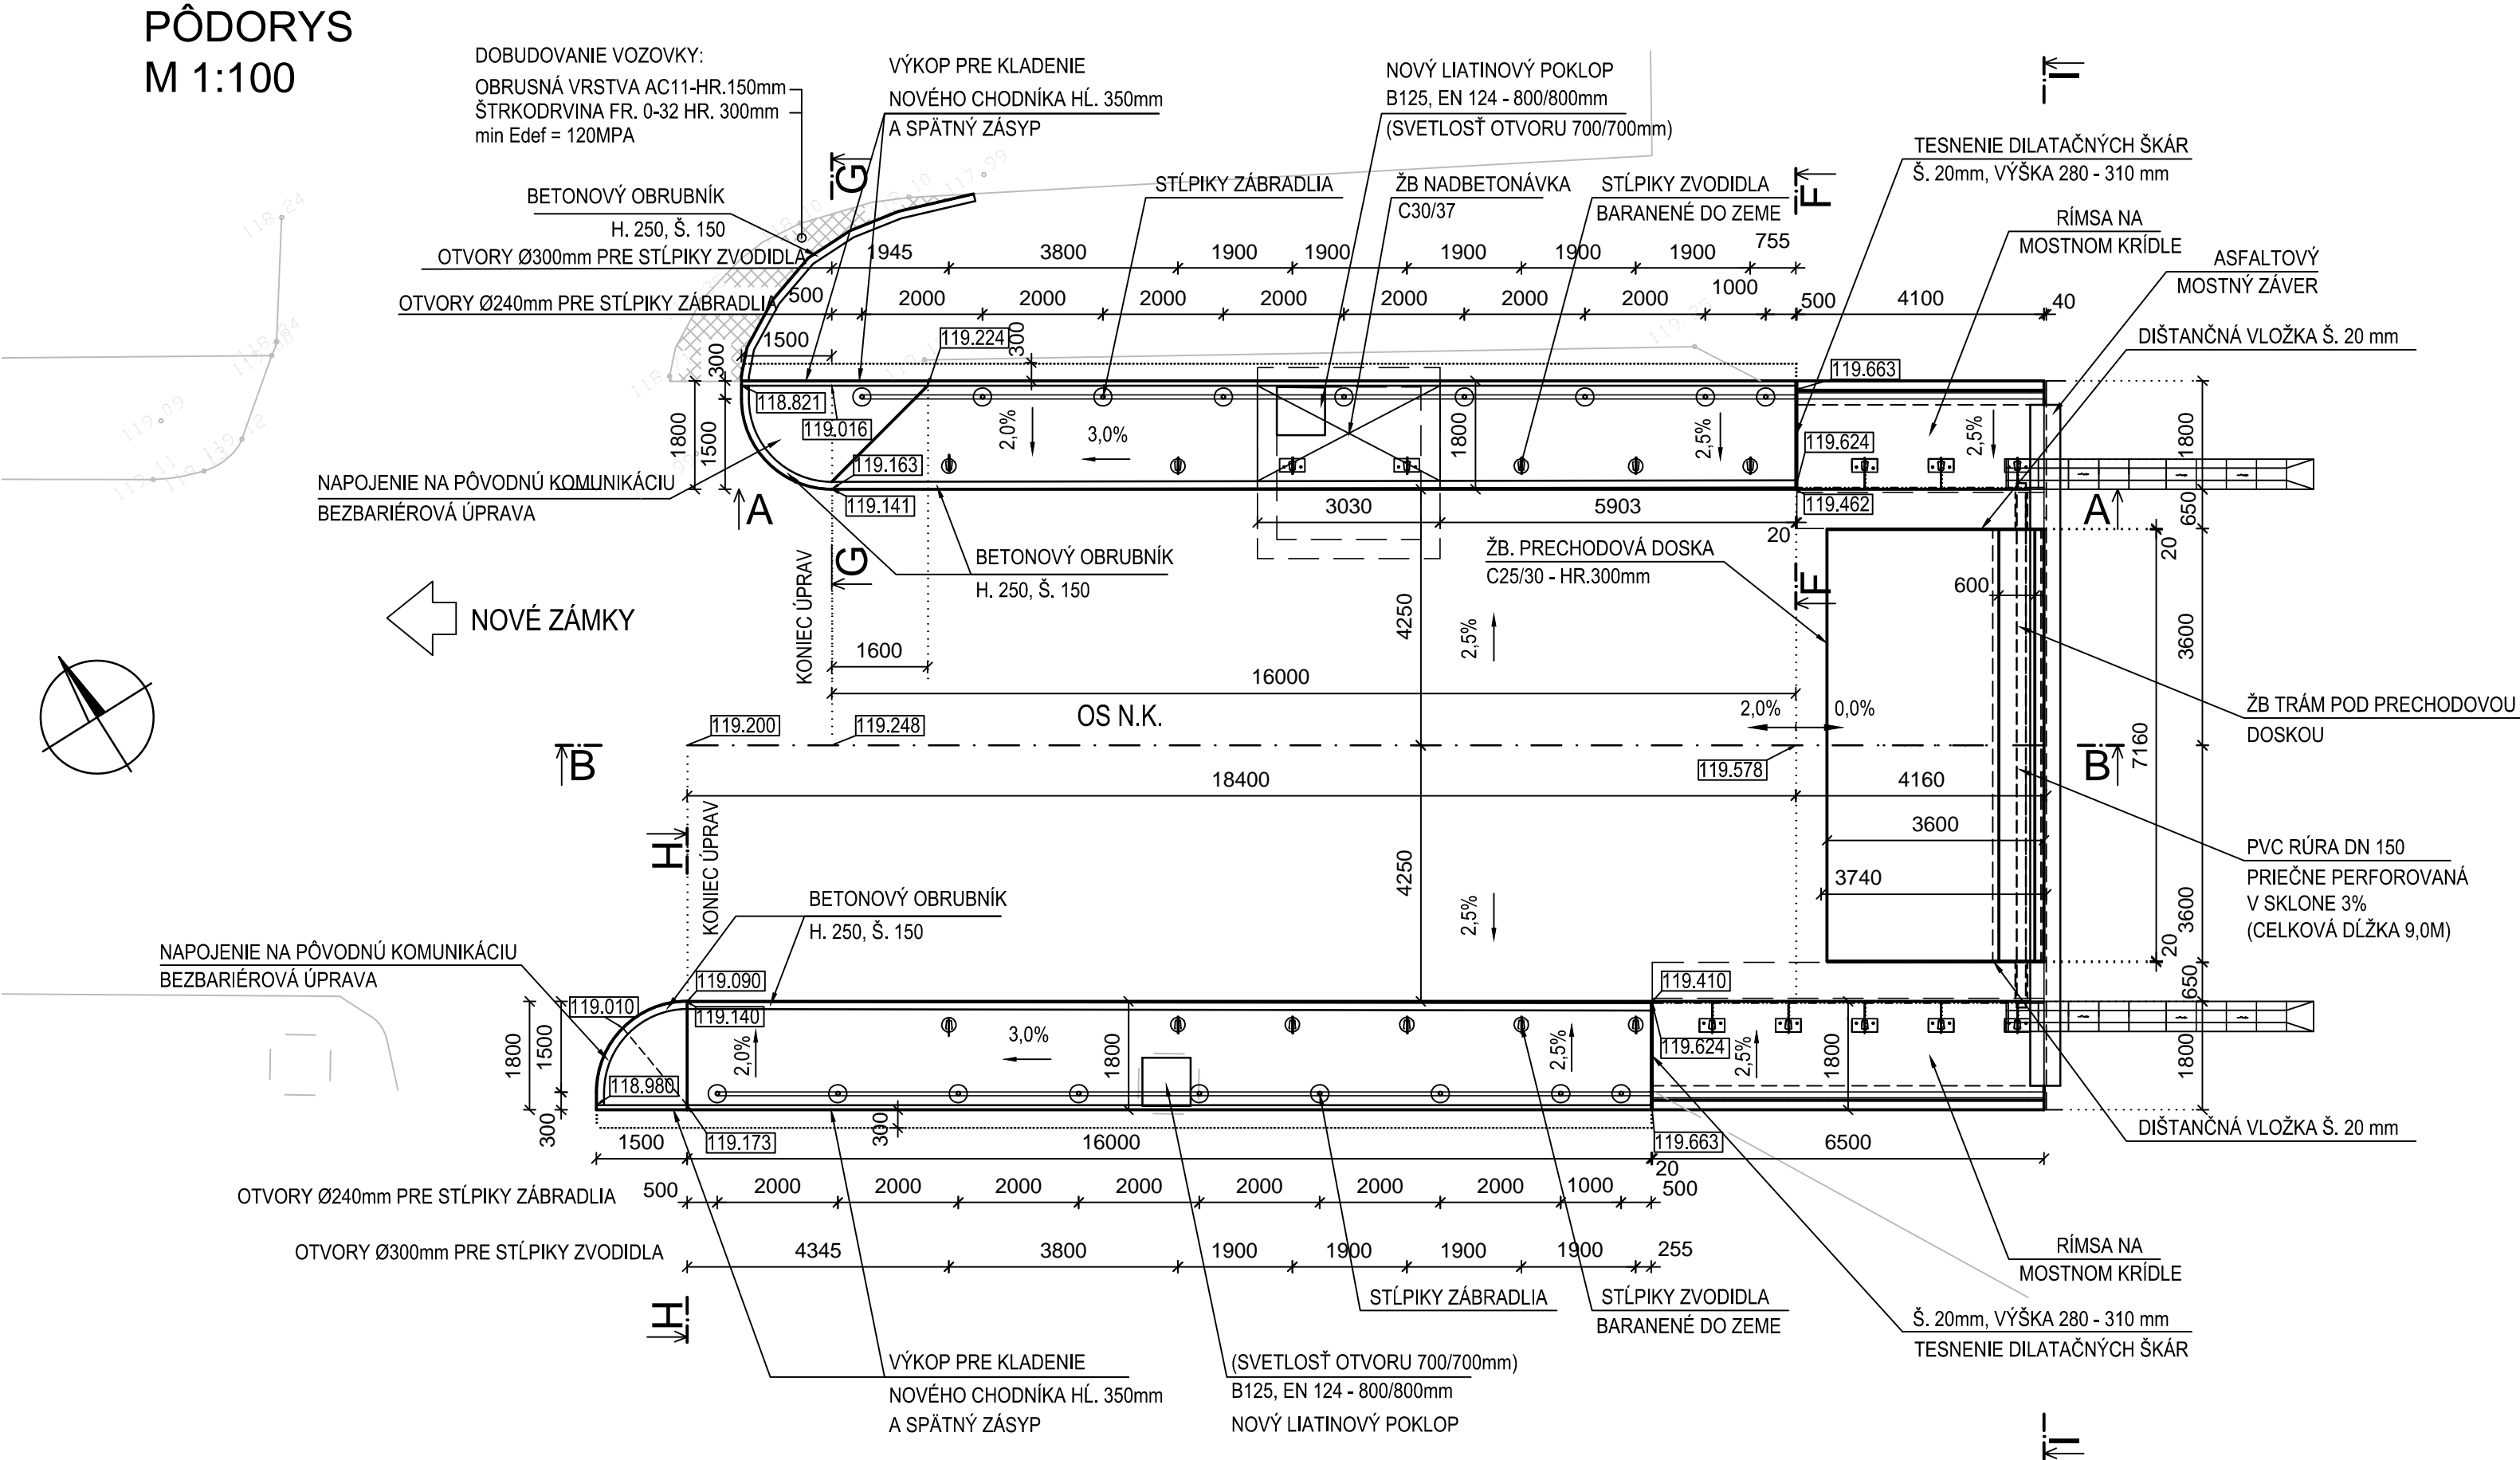 PÔDORYS
M 1:100
DOBUDOVANIE VOZOVKY:
OBRUSNÁ VRSTVA AC11-HR.150mm
ŠTRKODRVINA FR. 0-32 HR. 300mm
min Edef = 120MPA
VÝKOP PRE KLADENIE
NOVÉHO CHODNÍKA HĹ. 350mm
A SPÄTNÝ ZÁSYP
NOVÝ LIATINOVÝ POKLOP
B125, EN 124 - 800/800mm
(SVETLOSŤ OTVORU 700/700mm)
I
TESNENIE DILATAČNÝCH ŠKÁR
Š. 20mm, VÝŠKA 280 - 310 mm
BETONOVÝ OBRUBNÍK
H. 250, Š. 150
G
117.99
118.24
STĹPIKY ZÁBRADLIA
ŽB NADBETONÁVKA
C30/37
STĹPIKY ZVODIDLA
BARANENÉ DO ZEME
F
RÍMSA NA
MOSTNOM KRÍDLE
ASFALTOVÝ
MOSTNÝ ZÁVER
OTVORY Ø300mm PRE STĹPIKY ZVODIDLA
1945 3800 1900 1900 1900 1900 1900 755
OTVORY Ø240mm PRE STĹPIKY ZÁBRADLIA
500 2000 2000 2000 2000 2000 2000 2000 1000 500 4100 40
DIŠTANČNÁ VLOŽKA Š. 20 mm
1500 119.224 300
300 1800 1500
118.821
119.016
119.163
119.141
2,0% 3,0%
1800
2,5%
119.663
119.624
2,5%
119.462
1800
650
20
119.09
119.11
NAPOJENIE NA PÔVODNÚ KOMUNIKÁCIU
BEZBARIÉROVÁ ÚPRAVA
A
A
3030 5903
20
BETONOVÝ OBRUBNÍK
H. 250, Š. 150
G
KONIEC ÚPRAV
ŽB. PRECHODOVÁ DOSKA
C25/30 - HR.300mm
F
600
NOVÉ ZÁMKY
4250
2,5%
3600
1600
16000
OS N.K.
119.200
119.248
2,0% 0,0%
119.578
ŽB TRÁM POD PRECHODOVOU
DOSKOU
B
B
7160
18400 4160
3600
3740
H
KONIEC ÚPRAV
4250
2,5%
PVC RÚRA DN 150
PRIEČNE PERFOROVANÁ
V SKLONE 3%
(CELKOVÁ DĹŽKA 9,0M)
3600
20
650
BETONOVÝ OBRUBNÍK
H. 250, Š. 150
NAPOJENIE NA PÔVODNÚ KOMUNIKÁCIU
BEZBARIÉROVÁ ÚPRAVA
119.010
119.090
119.140
118.980
119.173
1800 1500 300
2,0% 3,0%
1800
300
2,5%
119.410
119.624
2,5%
1800
1800
119.663
DIŠTANČNÁ VLOŽKA Š. 20 mm
1500 16000 20 6500
OTVORY Ø240mm PRE STĹPIKY ZÁBRADLIA
500 2000 2000 2000 2000 2000 2000 2000 1000 500
OTVORY Ø300mm PRE STĹPIKY ZVODIDLA
4345 3800 1900 1900 1900 1900 255
RÍMSA NA
MOSTNOM KRÍDLE
STĹPIKY ZÁBRADLIA
STĹPIKY ZVODIDLA
BARANENÉ DO ZEME
Š. 20mm, VÝŠKA 280 - 310 mm
TESNENIE DILATAČNÝCH ŠKÁR
H
VÝKOP PRE KLADENIE
NOVÉHO CHODNÍKA HĹ. 350mm
A SPÄTNÝ ZÁSYP
(SVETLOSŤ OTVORU 700/700mm)
B125, EN 124 - 800/800mm
NOVÝ LIATINOVÝ POKLOP
I